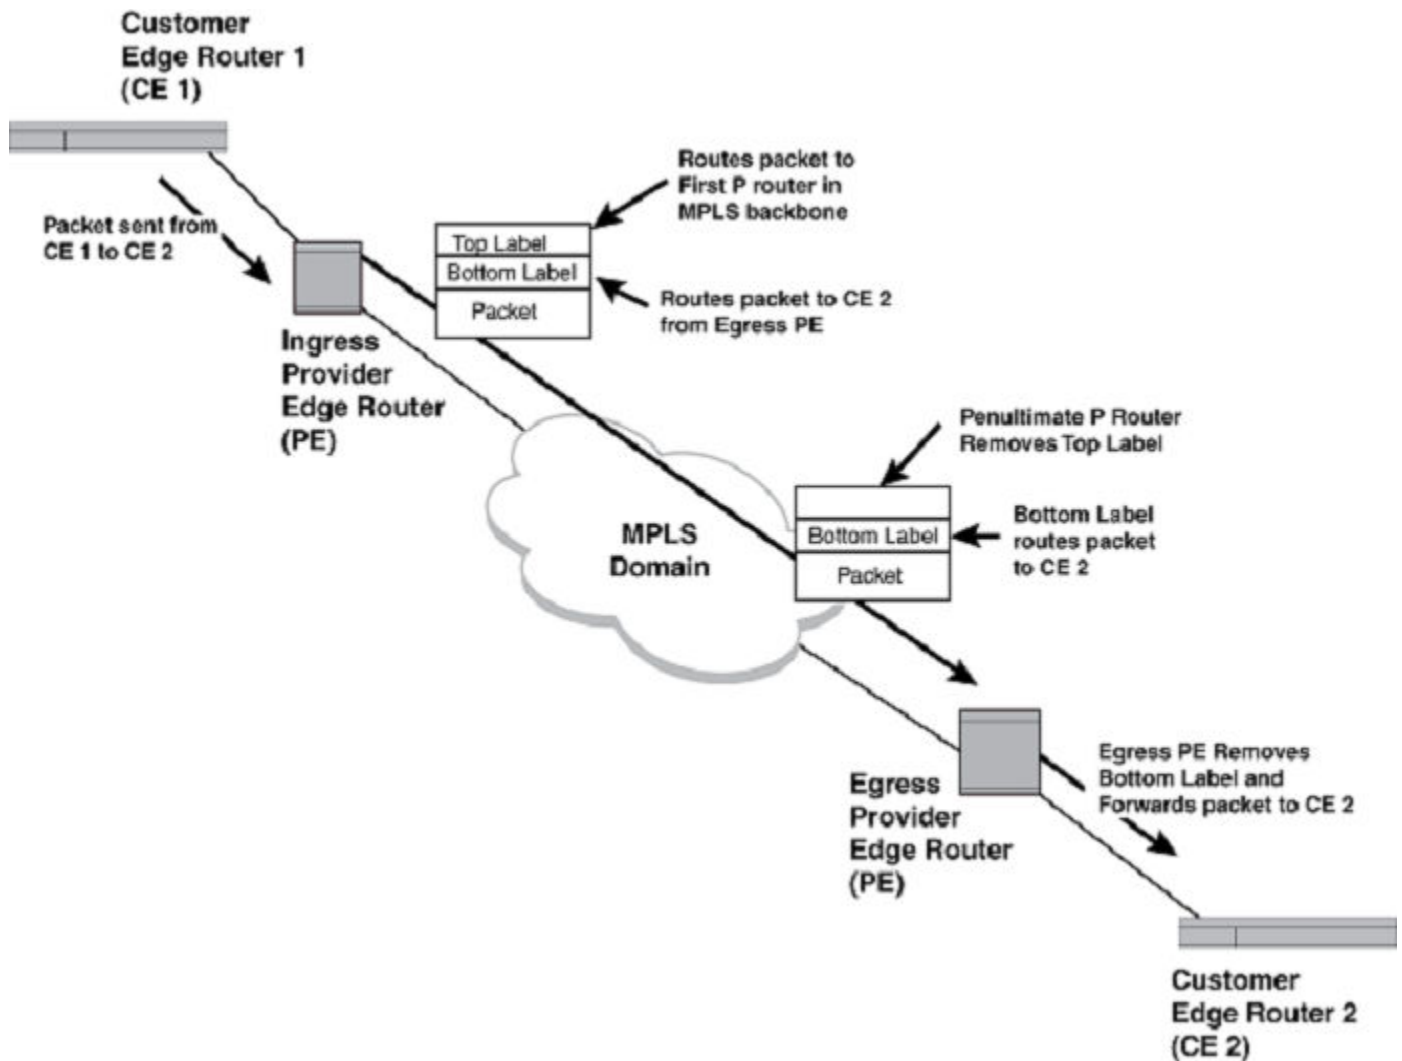 Customer
Edge Router 1
(CE 1)
Packet sent from
CE 1 to CE 2
Routes packet to
First P router in
MPLS backbone
Top Label
Bottom Label
Packet
Routes packet to CE 2
from Egress PE
Ingress
Provider
Edge Router
(PE)
Penultimate P Router
Removes Top Label
MPLS
Domain
Bottom Label
Packet
Bottom Label
routes packet
to CE 2
Egress
Provider
Edge Router
(PE)
Egress PE Removes
Bottom Label and
Forwards packet to CE 2
Customer
Edge Router 2
(CE 2)